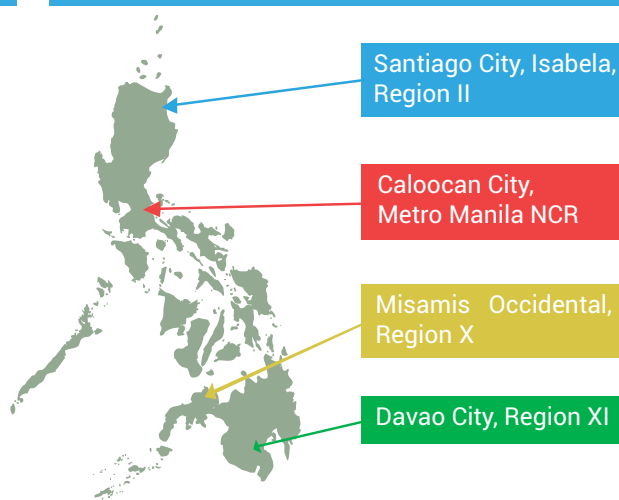 Santiago City, Isabela,
Region II
Caloocan City,
Metro Manila NCR
Misamis Occidental,
Region X
Davao City, Region XI